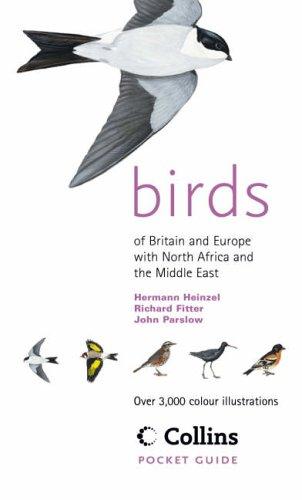 birds
of Britain and Europe
with North Africa and
the Middle East
Hermann Heinzel
Richard Fitter
John Parslow
Over 3,000 colour illustrations
Collins
POCKET GUIDE